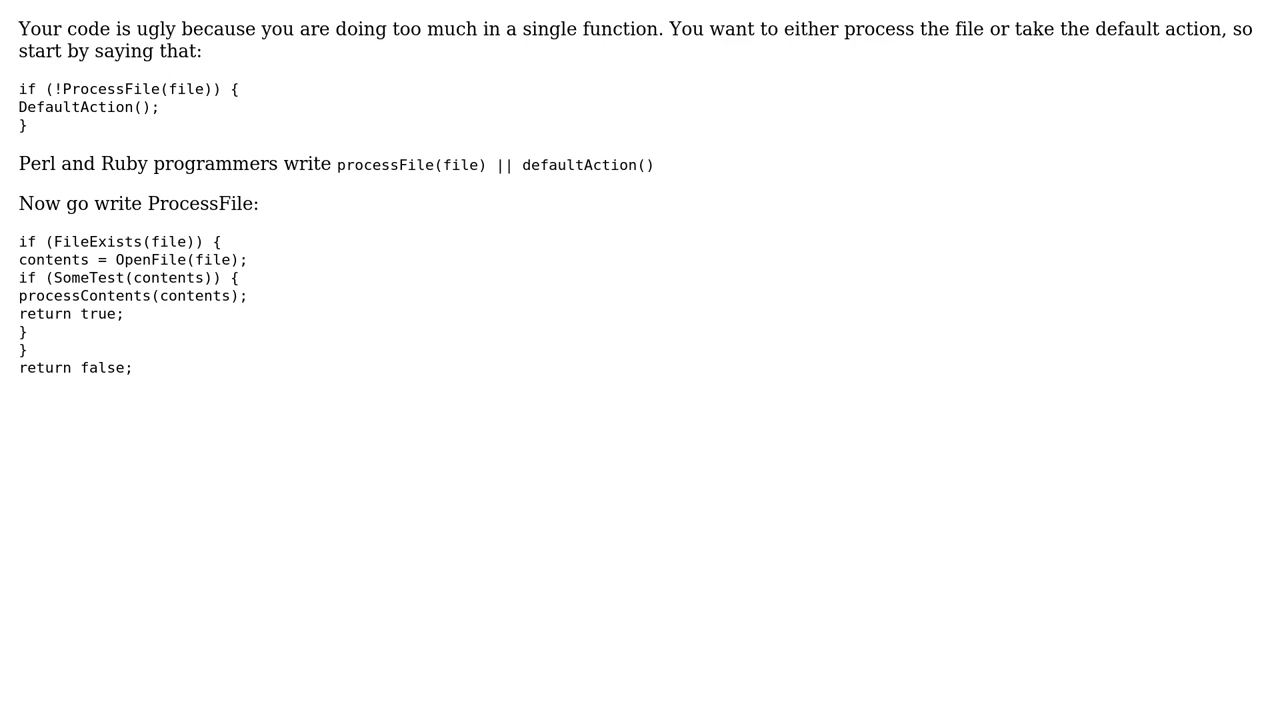 Your code is ugly because you are doing too much in a single function. You want to either process the file or take the default action, so
start by saying that:
if (!ProcessFile(file)) {
DefaultAction();
}
Perl and Ruby programmers write processFile(file) || defaultAction()
Now go write ProcessFile:
if (FileExists(file)) {
contents = OpenFile(file);
if (SomeTest(contents)) {
processContents(contents);
return true;
}
}
return false;